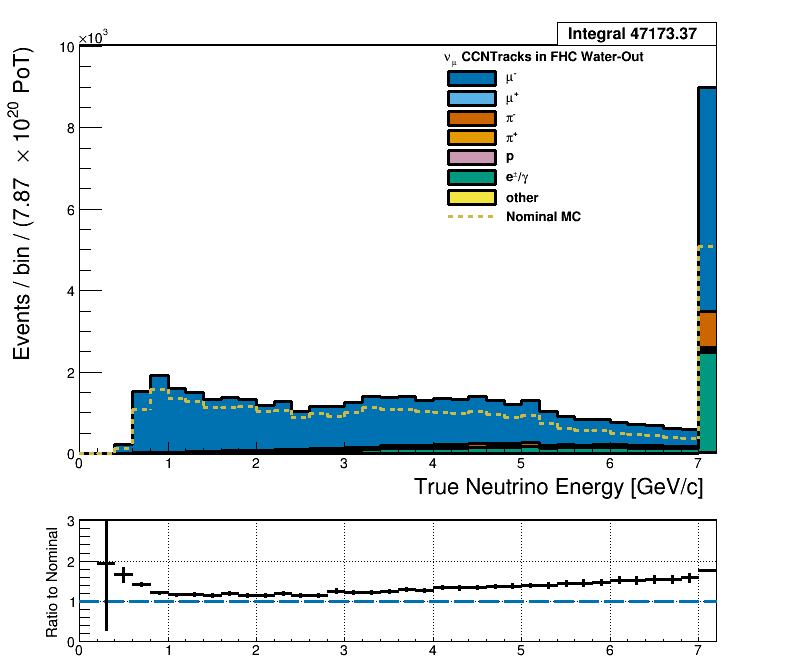 Integral 47173.37
×10³
ν_μ CCNTracks in FHC Water-Out
μ⁻
μ⁺
π⁻
π⁺
p
e±/γ
other
Nominal MC
Events / bin / (7.87 × 10²⁰ PoT)
10
8
6
4
2
0
0 1 2 3 4 5 6 7
True Neutrino Energy [GeV/c]
Ratio to Nominal
3
2
1
0
0 1 2 3 4 5 6 7